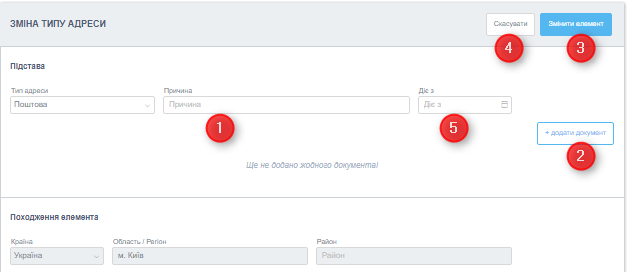 ЗМІНА ТИПУ АДРЕСИ
Скасувати
Змінити елемент
4
3
Підстава
Тип адреси
Причина
Діє з
Поштова
Причина
Діє з
1
5
+ додати документ
2
Ще не додано жодного документа!
Походження елемента
Країна
Область / Регіон
Район
Україна
м. Київ
Район